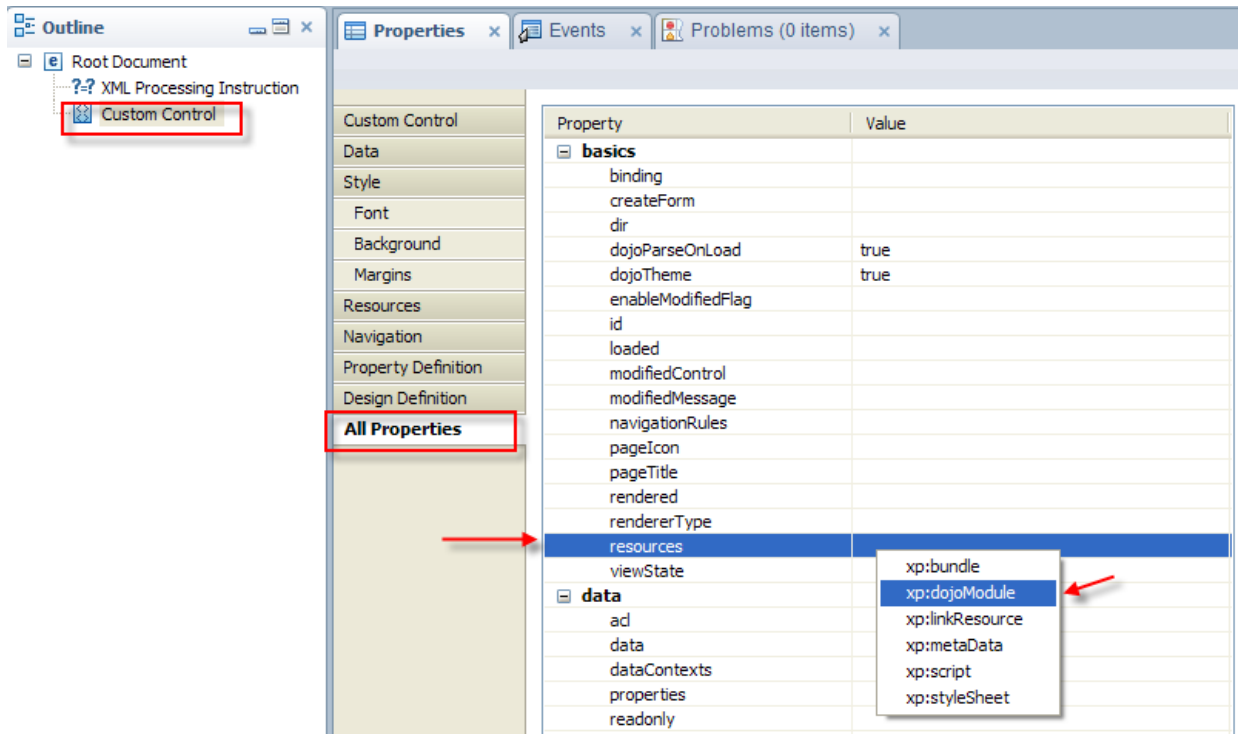 Outline
Root Document
?=? XML Processing Instruction
Custom Control
Properties
Events
Problems (0 items)
Custom Control
Data
Style
Font
Background
Margins
Resources
Navigation
Property Definition
Design Definition
All Properties
Property Value
basics
binding
createForm
dir
dojoParseOnLoad true
dojoTheme true
enableModifiedFlag
id
loaded
modifiedControl
modifiedMessage
navigationRules
pageIcon
pageTitle
rendered
rendererType
resources
viewState
data
acl
data
dataContexts
properties
readonly
xp:bundle
xp:dojoModule
xp:linkResource
xp:metaData
xp:script
xp:styleSheet